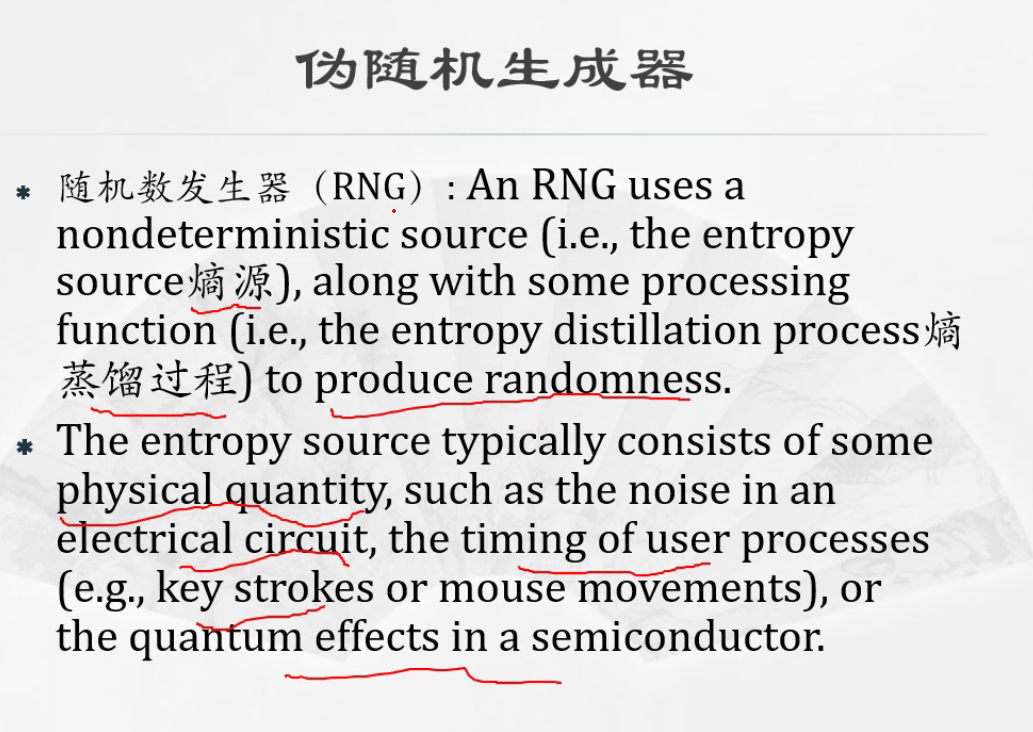 伪随机生成器
* 随机数发生器（RNG）: An RNG uses a
nondeterministic source (i.e., the entropy
source熵源), along with some processing
function (i.e., the entropy distillation process熵
蒸馏过程) to produce randomness.
* The entropy source typically consists of some
physical quantity, such as the noise in an
electrical circuit, the timing of user processes
(e.g., key strokes or mouse movements), or
the quantum effects in a semiconductor.